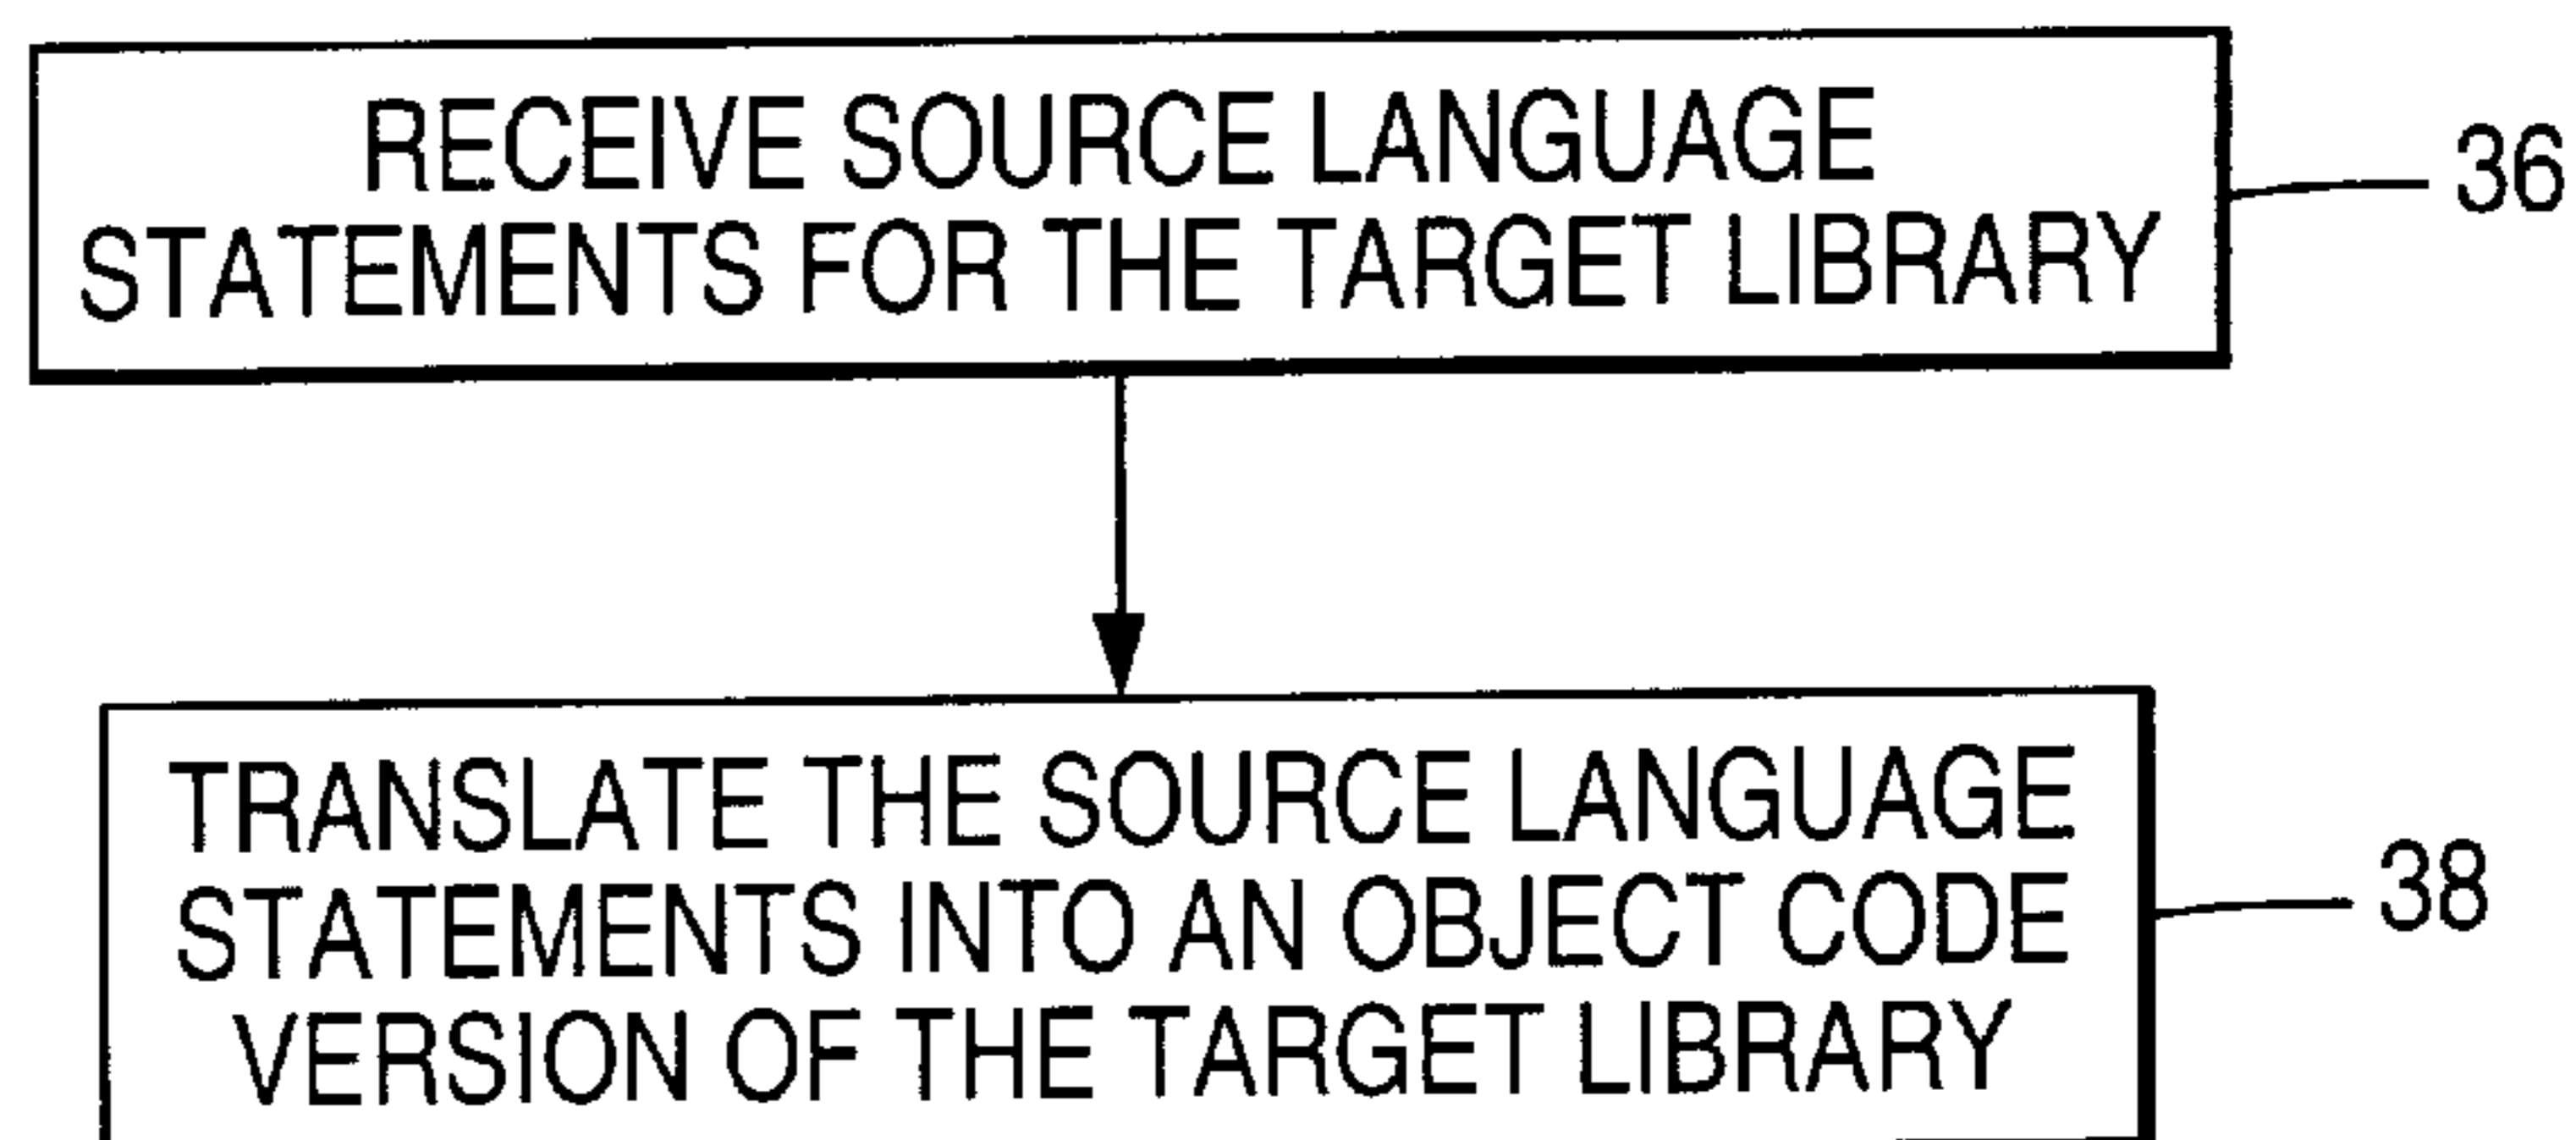 RECEIVE SOURCE LANGUAGE
STATEMENTS FOR THE TARGET LIBRARY
36
TRANSLATE THE SOURCE LANGUAGE
STATEMENTS INTO AN OBJECT CODE
VERSION OF THE TARGET LIBRARY
38